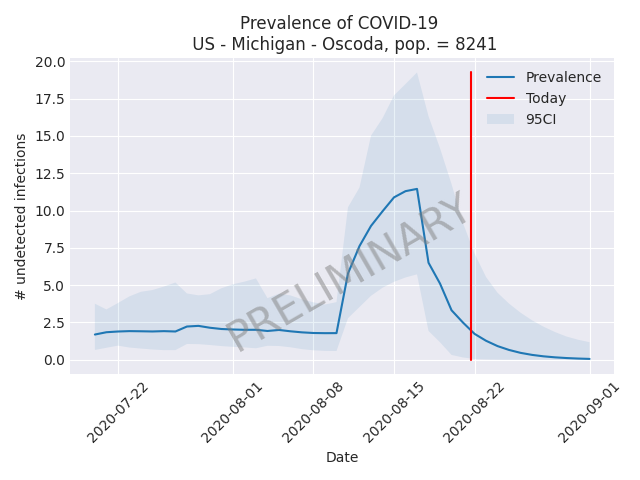 Prevalence of COVID-19
US - Michigan - Oscoda, pop. = 8241
20.0
17.5
15.0
12.5
10.0
7.5
5.0
2.5
0.0
# undetected infections
Prevalence
Today
95CI
PRELIMINARY
2020-07-22
2020-08-01
2020-08-08
2020-08-15
2020-08-22
2020-09-01
Date